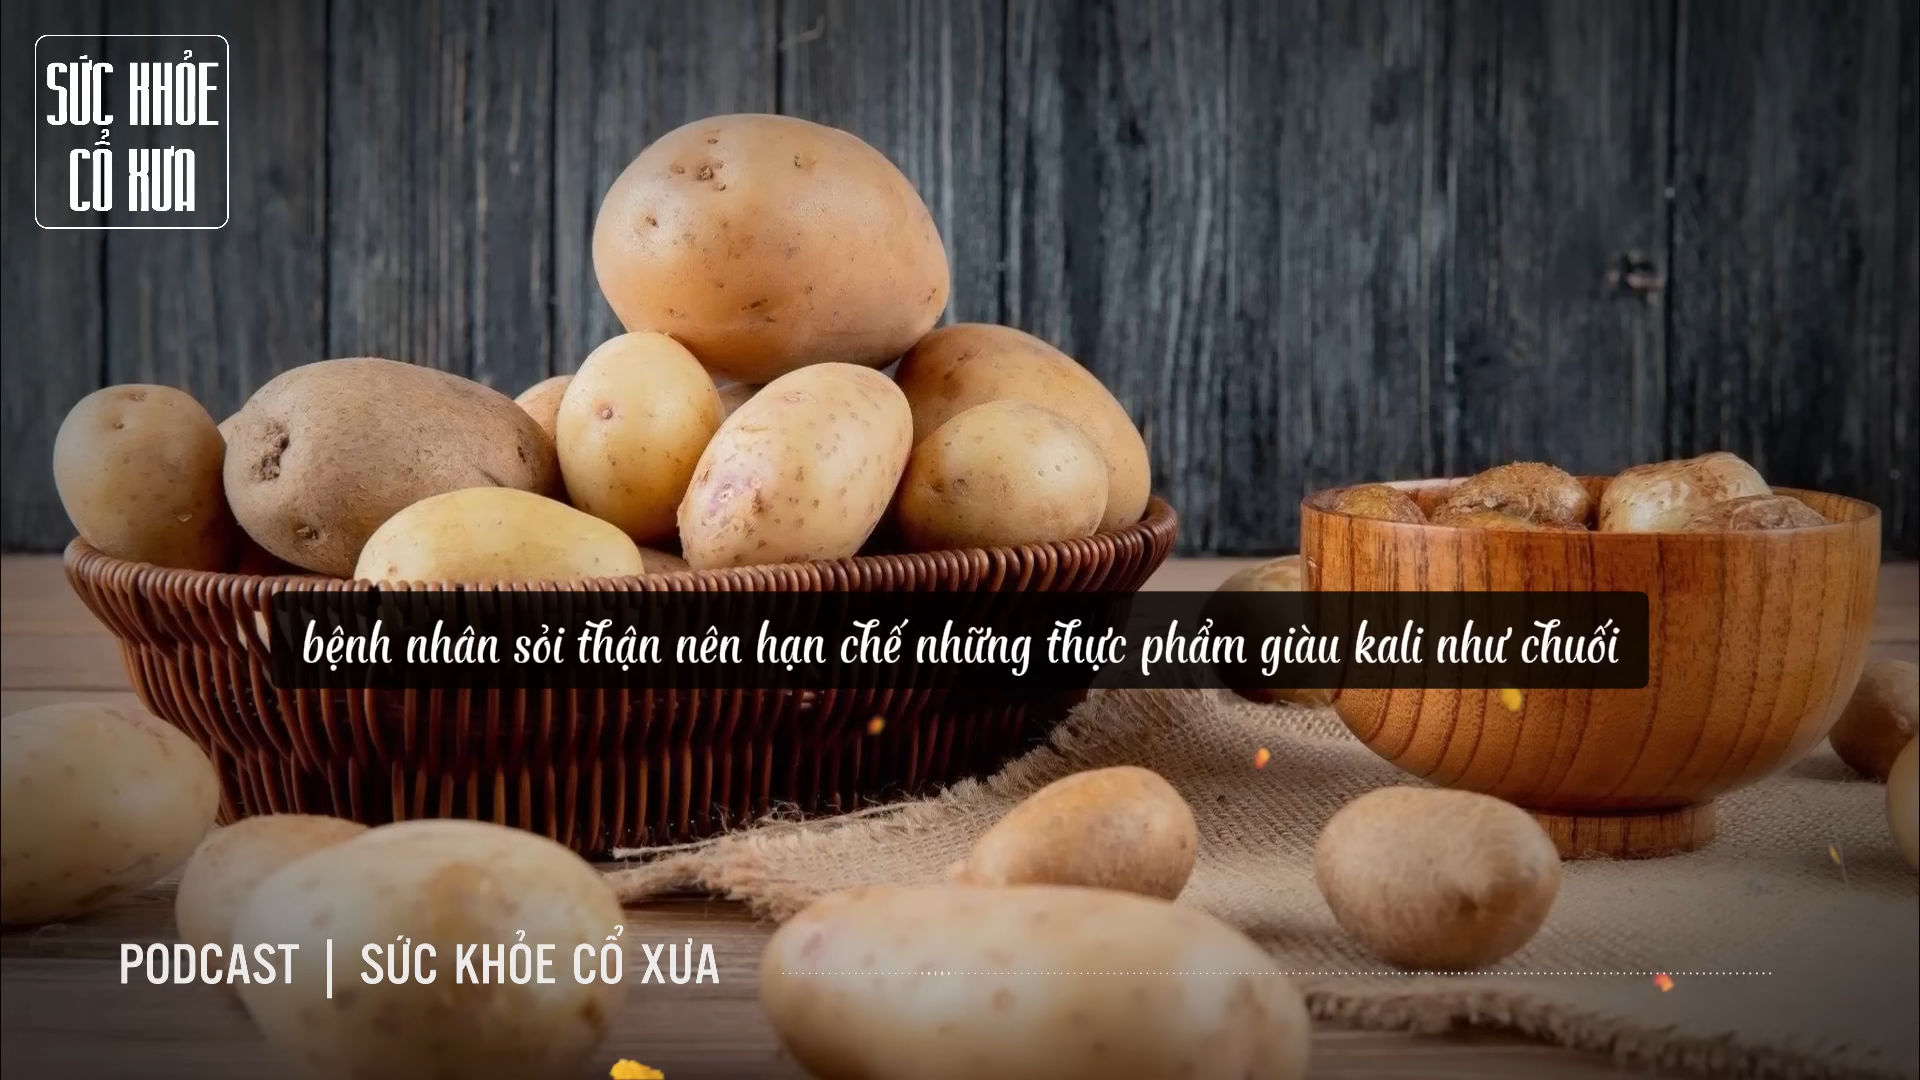 SỨC KHỎE
CỔ XƯA
bệnh nhân sỏi thận nên hạn chế những thực phẩm giàu kali như chuối
PODCAST | SỨC KHỎE CỔ XƯA